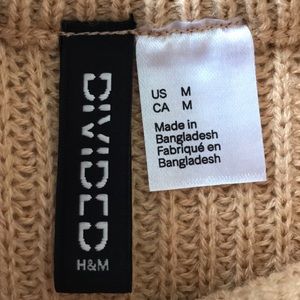 DIVIDED
H&M
US M
CA M
Made in
Bangladesh
Fabriqué en
Bangladesh